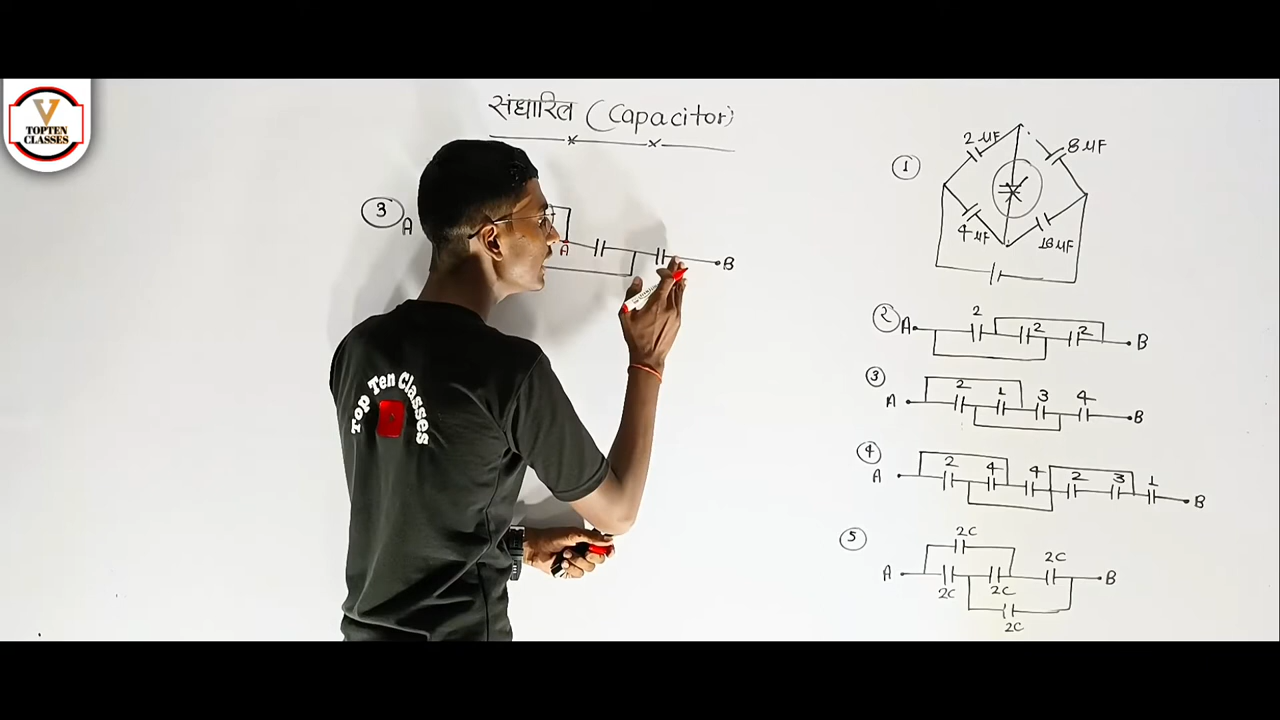 V
TOPTEN
CLASSES
संधारित्र (Capacitor)
3
A
A
B
Top Ten Classes
1
2 μF
8 μF
4 μF
16 μF
2
A
2
2
2
B
3
A
2
1
3
4
B
4
A
2
4
4
2
3
1
B
5
2C
A
2C
2C
2C
B
2C